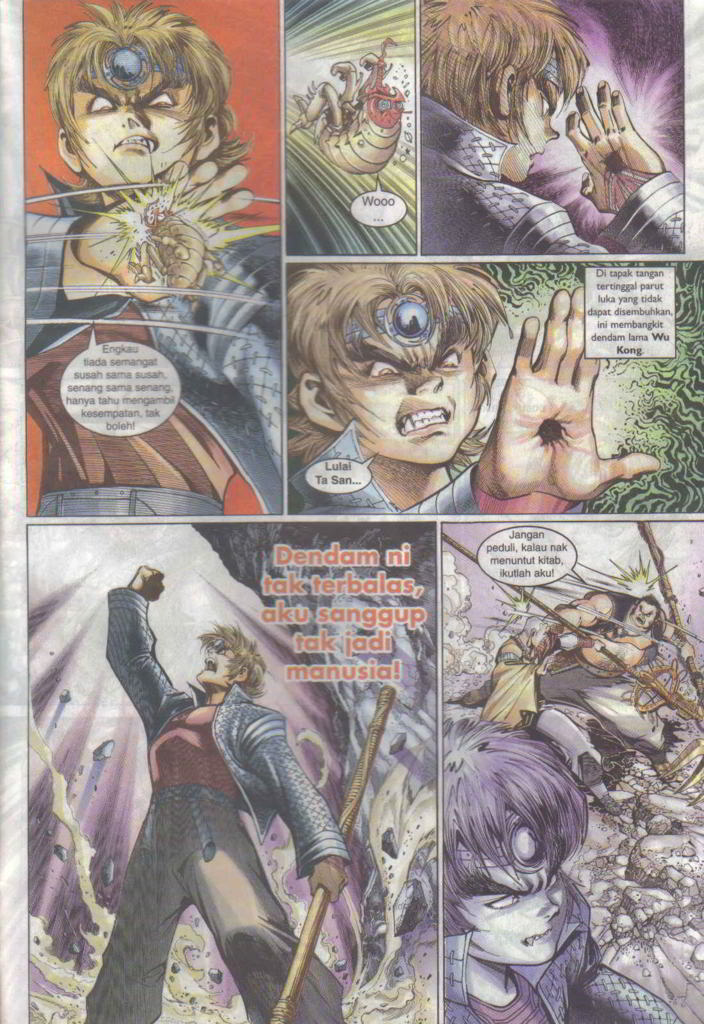 Engkau
tiada semangat
susah sama susah,
senang sama senang,
hanya tahu mengambil
kesempatan, tak
boleh!
Wooo
...
Di tapak tangan
tertinggal parut
luka yang tidak
dapat disembuhkan,
ini membangkit
dendam lama Wu
Kong.
Lulai
Ta San...
Dendam ni
tak terbalas,
aku sanggup
tak jadi
manusia!
Jangan
peduli, kalau nak
menuntut kitab,
ikutlah aku!